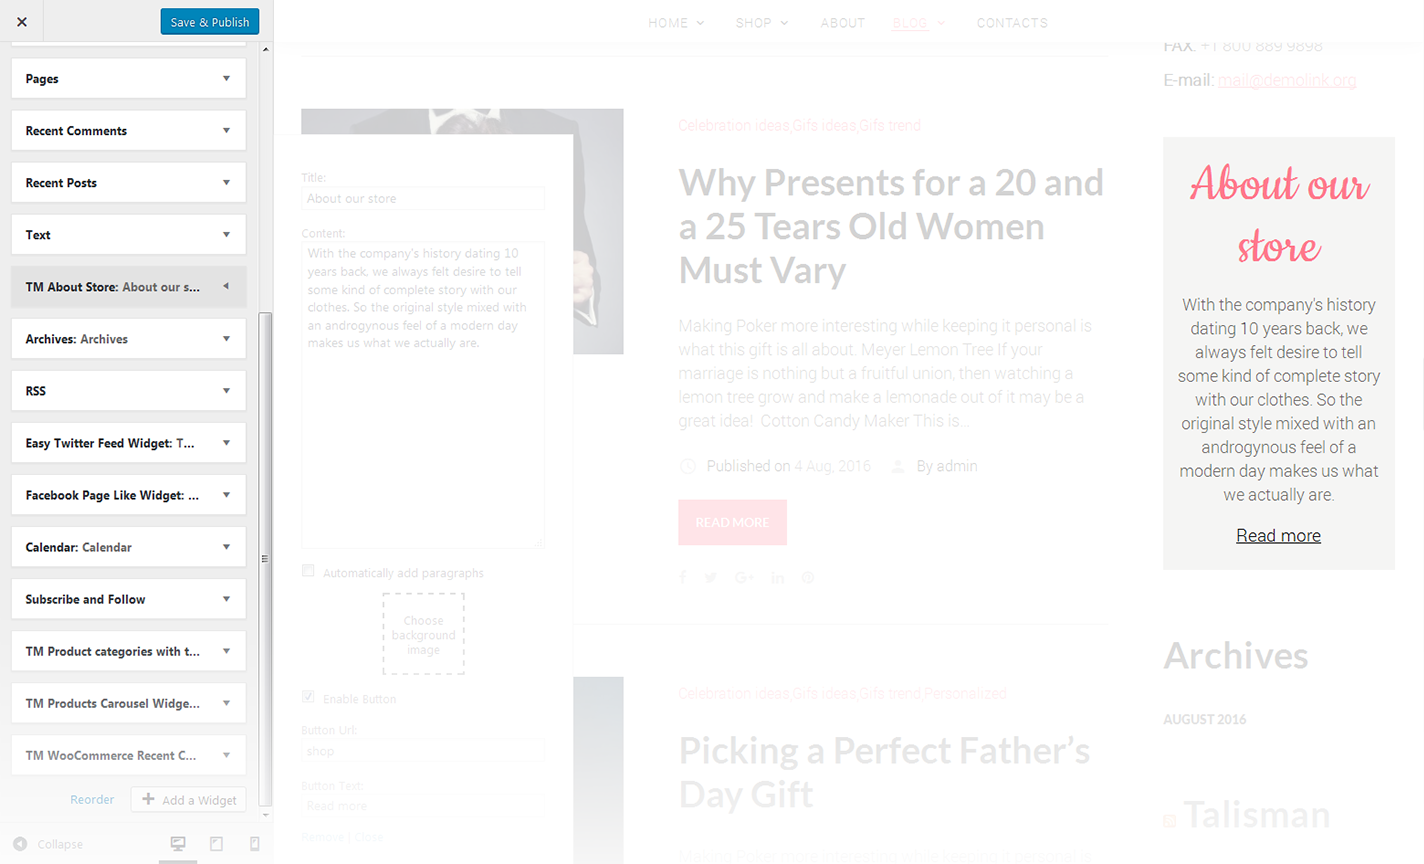 Save & Publish
Pages
Recent Comments
Recent Posts
Text
TM About Store: About our s...
Archives: Archives
RSS
Easy Twitter Feed Widget: T...
Facebook Page Like Widget: ...
Calendar: Calendar
Subscribe and Follow
TM Product categories with t...
TM Products Carousel Widge...
TM WooCommerce Recent C...
Reorder
Add a Widget
Collapse
Title:
About our store
Content:
With the company's history dating 10
years back, we always felt desire to tell
some kind of complete story with our
clothes. So the original style mixed with
an androgynous feel of a modern day
makes us what we actually are.
Automatically add paragraphs
Choose
background
image
Enable Button
Button Url:
shop
Button Text:
Read more
Remove | Close
HOME
SHOP
ABOUT
BLOG
CONTACTS
Celebration ideas,Gifs ideas,Gifs trend
Why Presents for a 20 and
a 25 Tears Old Women
Must Vary
Making Poker more interesting while keeping it personal is
what this gift is all about. Meyer Lemon Tree If your
marriage is nothing but a fruitful union, then watching a
lemon tree grow and make a lemonade out of it may be a
great idea!  Cotton Candy Maker This is...
Published on 4 Aug, 2016
By admin
READ MORE
Celebration ideas,Gifs ideas,Gifs trend,Personalized
Picking a Perfect Father’s
Day Gift
Making Poker more interesting while keeping it personal is
FAX: +1 800 889 9898
E-mail: mail@demolink.org
About our
store
With the company's history
dating 10 years back, we
always felt desire to tell
some kind of complete story
with our clothes. So the
original style mixed with an
androgynous feel of a
modern day makes us what
we actually are.
Read more
Archives
AUGUST 2016
Talisman